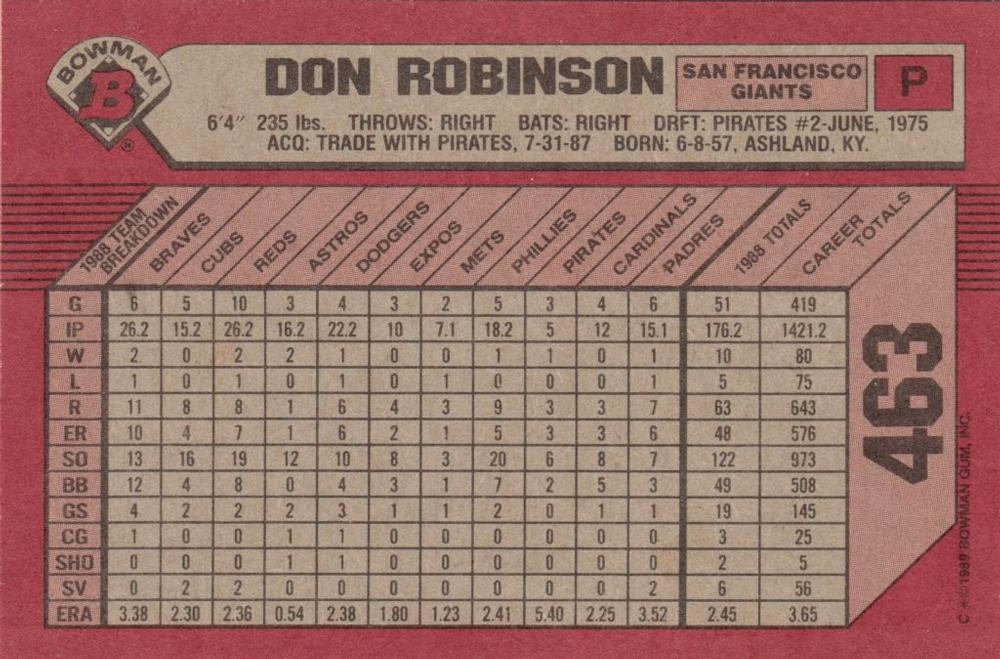 BOWMAN
B
®
DON ROBINSON
SAN FRANCISCO
GIANTS
P
6'4" 235 lbs. THROWS: RIGHT BATS: RIGHT DRFT: PIRATES #2-JUNE, 1975
ACQ: TRADE WITH PIRATES, 7-31-87 BORN: 6-8-57, ASHLAND, KY.
1988 TEAM BREAKDOWN BRAVES CUBS REDS ASTROS DODGERS EXPOS METS PHILLIES PIRATES CARDINALS PADRES 1988 TOTALS CAREER TOTALS
G 6 5 10 3 4 3 2 5 3 4 6 51 419
IP 26.2 15.2 26.2 16.2 22.2 10 7.1 18.2 5 12 15.1 176.2 1421.2
W 2 0 2 2 1 0 0 1 1 0 1 10 80
L 1 0 1 0 1 0 1 0 0 0 1 5 75
R 11 8 8 1 6 4 3 9 3 3 7 63 643
ER 10 4 7 1 6 2 1 5 3 3 6 48 576
SO 13 16 19 12 10 8 3 20 6 8 7 122 973
BB 12 4 8 0 4 3 1 7 2 5 3 49 508
GS 4 2 2 2 3 1 1 2 0 1 1 19 145
CG 1 0 0 1 1 0 0 0 0 0 0 3 25
SHO 0 0 0 1 1 0 0 0 0 0 0 2 5
SV 0 2 2 0 0 0 0 0 0 0 2 6 56
ERA 3.38 2.30 2.36 0.54 2.38 1.80 1.23 2.41 5.40 2.25 3.52 2.45 3.65
463
© 1989 BOWMAN GUM, INC.